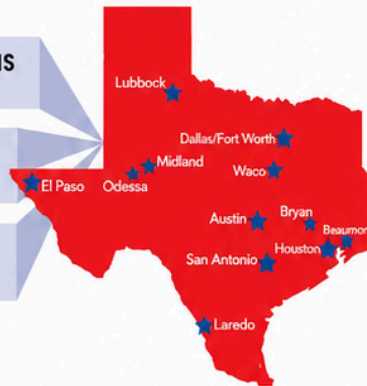 IS
Lubbock
Dallas/Fort Worth
Midland
Waco
El Paso
Odessa
Austin
Bryan
Beaumon
San Antonio
Houston
Laredo